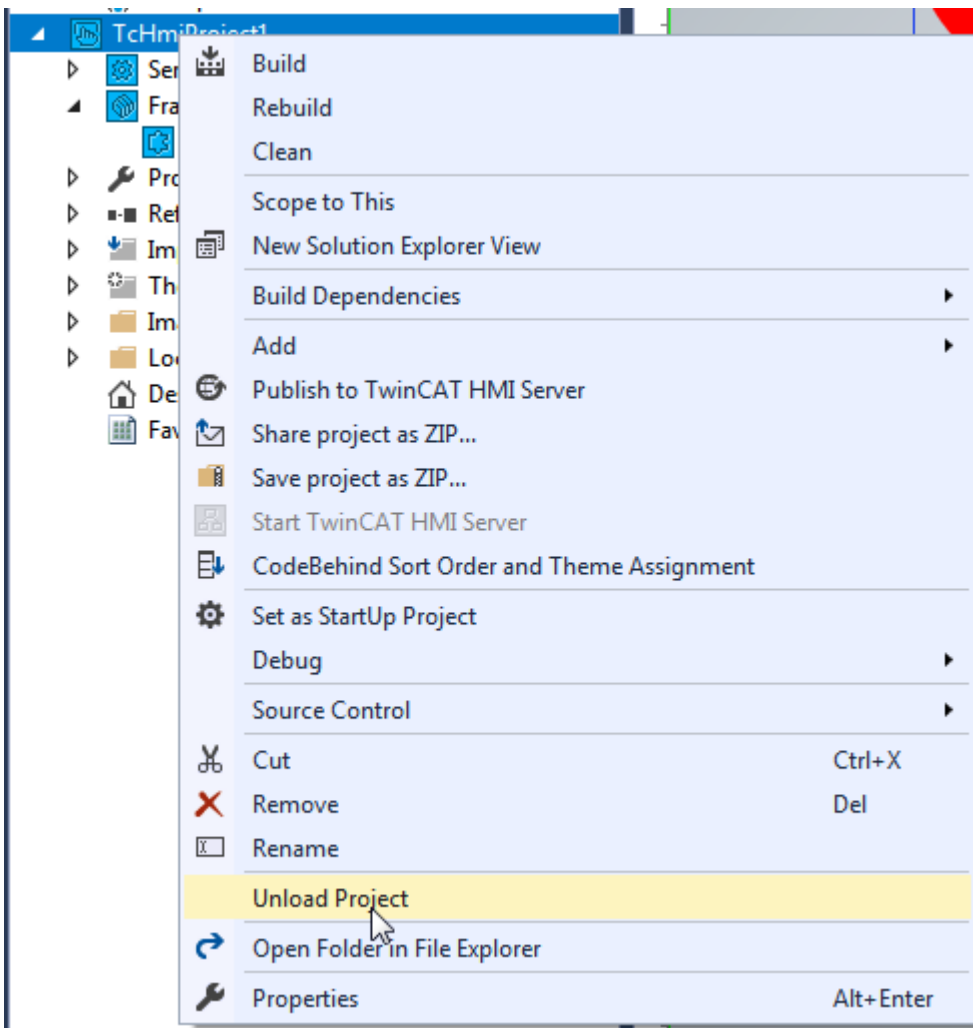 TcHmiProject1
Build
Rebuild
Clean
Scope to This
New Solution Explorer View
Build Dependencies
Add
Publish to TwinCAT HMI Server
Share project as ZIP...
Save project as ZIP...
Start TwinCAT HMI Server
CodeBehind Sort Order and Theme Assignment
Set as StartUp Project
Debug
Source Control
Cut Ctrl+X
Remove Del
Rename
Unload Project
Open Folder in File Explorer
Properties Alt+Enter